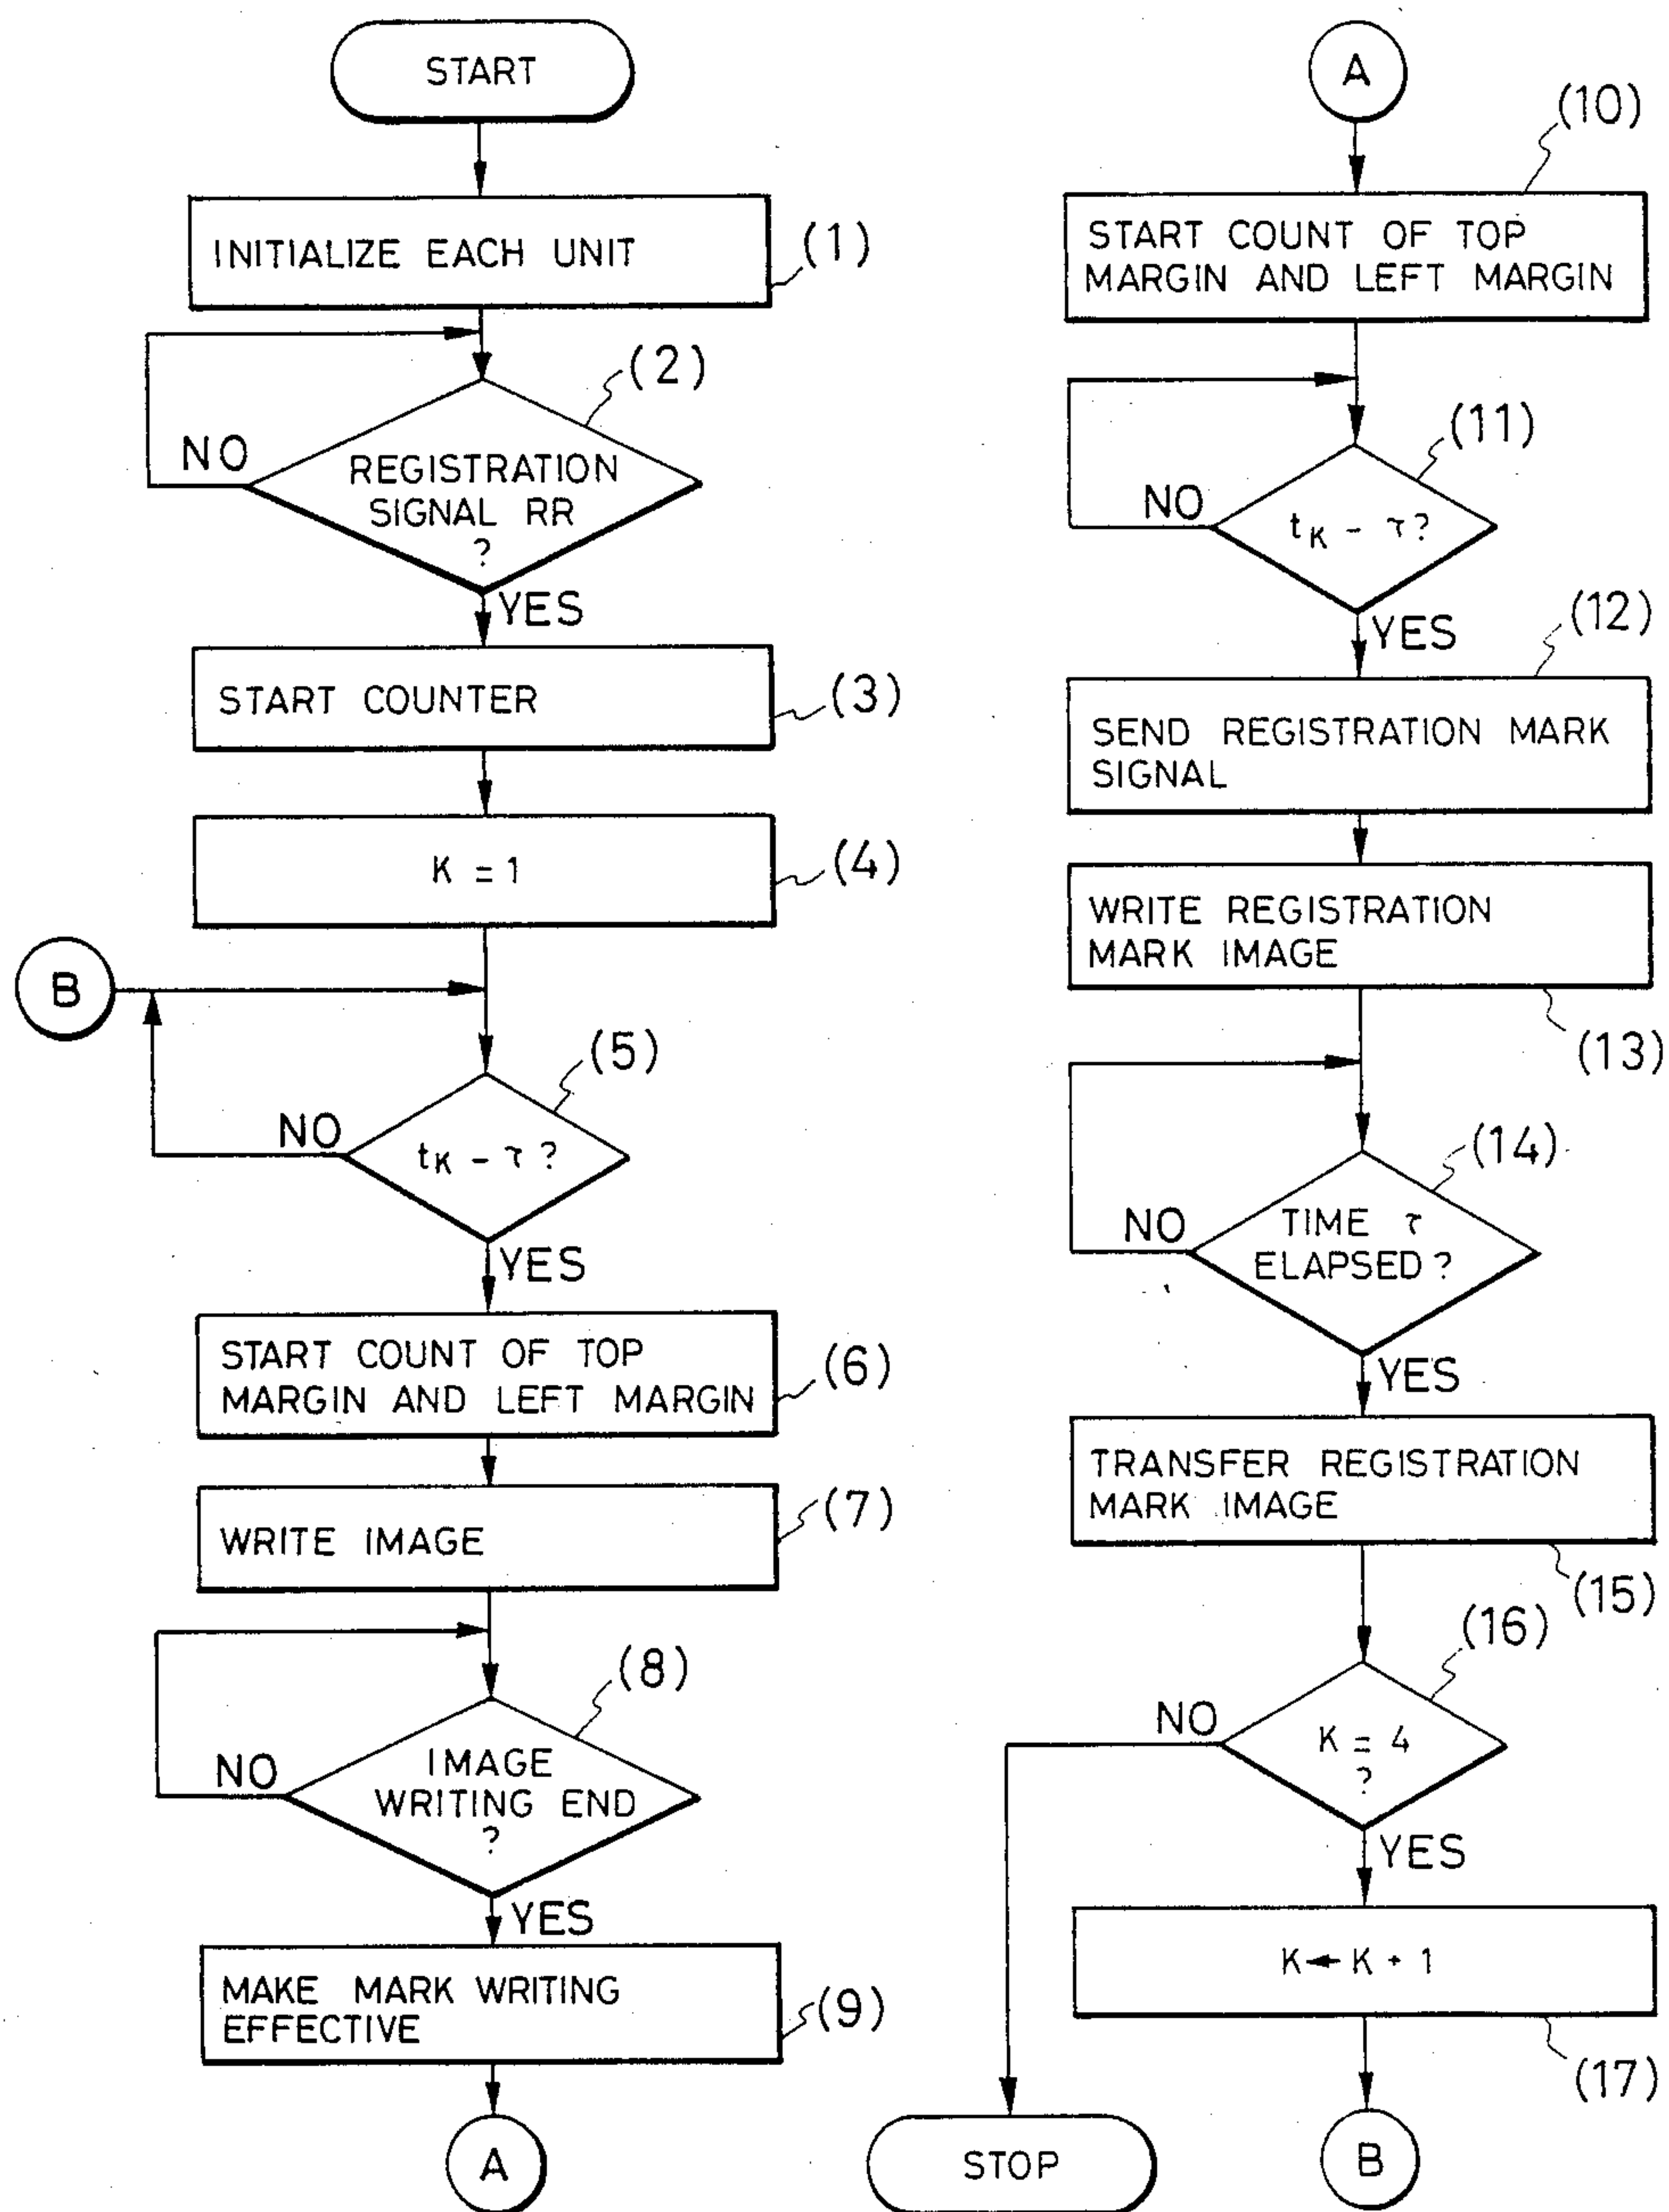 START
INITIALIZE EACH UNIT
(1)
(2)
NO
REGISTRATION
SIGNAL RR
?
YES
START COUNTER
(3)
K = 1
(4)
B
(5)
NO
tK - τ ?
YES
START COUNT OF TOP
MARGIN AND LEFT MARGIN
(6)
WRITE IMAGE
(7)
(8)
NO
IMAGE
WRITING END
?
YES
MAKE MARK WRITING
EFFECTIVE
(9)
A
A
(10)
START COUNT OF TOP
MARGIN AND LEFT MARGIN
(11)
NO
tK - τ ?
YES
(12)
SEND REGISTRATION MARK
SIGNAL
WRITE REGISTRATION
MARK IMAGE
(13)
(14)
NO
TIME τ
ELAPSED ?
YES
TRANSFER REGISTRATION
MARK IMAGE
(15)
(16)
NO
K = 4
?
YES
K ← K + 1
(17)
STOP
B